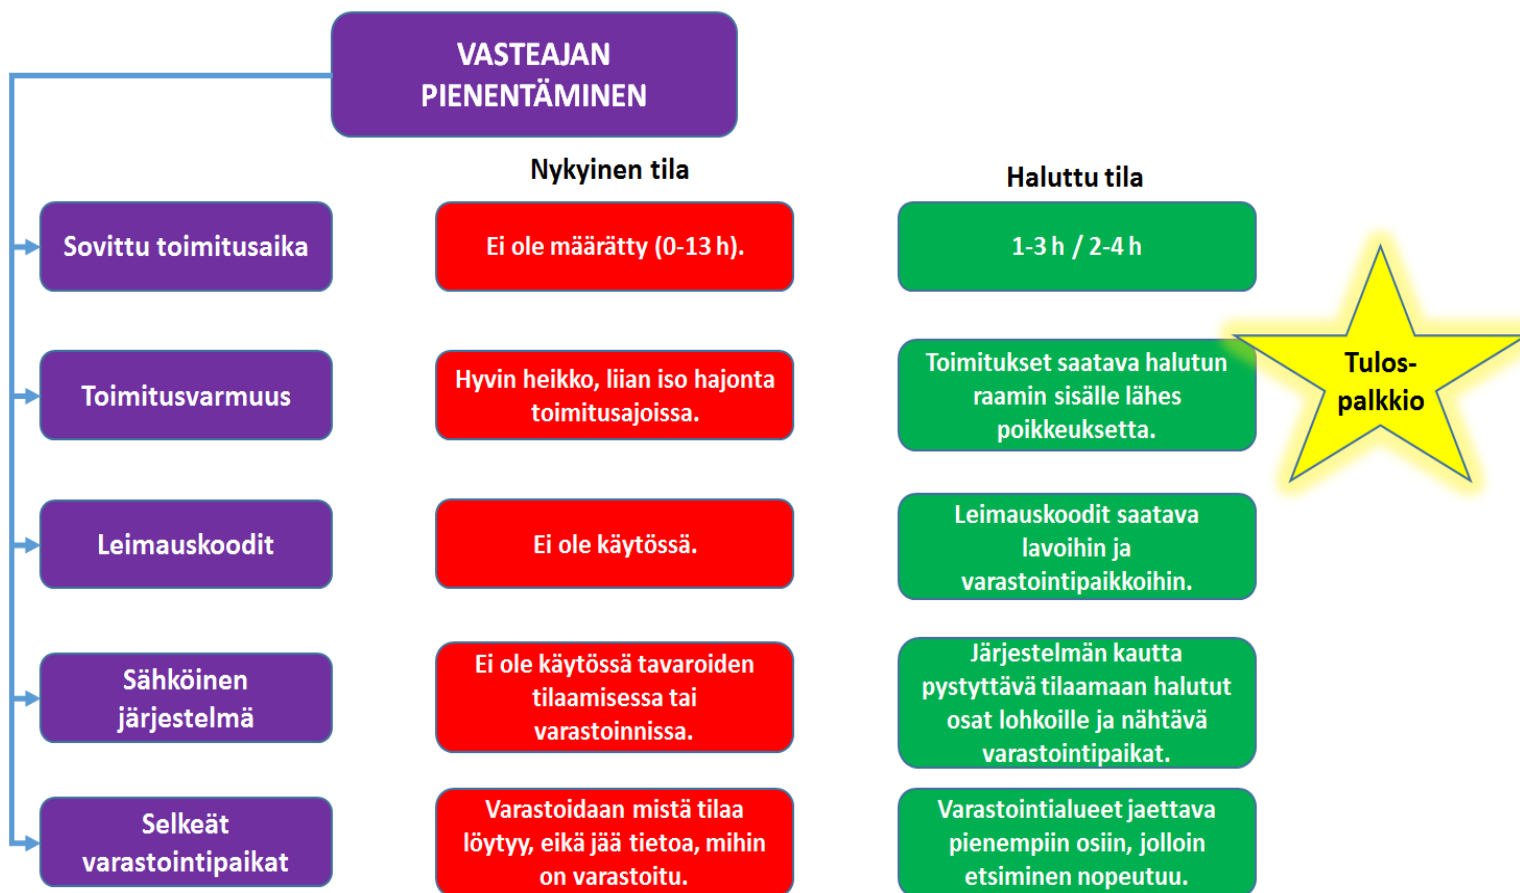 VASTEAJAN
PIENENTÄMINEN
Nykyinen tila
Haluttu tila
Sovittu toimitusaika
Ei ole määrätty (0-13 h).
1-3 h / 2-4 h
Toimitusvarmuus
Hyvin heikko, liian iso hajonta
toimitusajoissa.
Toimitukset saatava halutun
raamin sisälle lähes
poikkeuksetta.
Tulos-
palkkio
Leimauskoodit
Ei ole käytössä.
Leimauskoodit saatava
lavoihin ja
varastointipaikkoihin.
Sähköinen
järjestelmä
Ei ole käytössä tavaroiden
tilaamisessa tai
varastoinnissa.
Järjestelmän kautta
pystyttävä tilaamaan halutut
osat lohkoille ja nähtävä
varastointipaikat.
Selkeät
varastointipaikat
Varastoidaan mistä tilaa
löytyy, eikä jää tietoa, mihin
on varastoitu.
Varastointialueet jaettava
pienempiin osiin, jolloin
etsiminen nopeutuu.